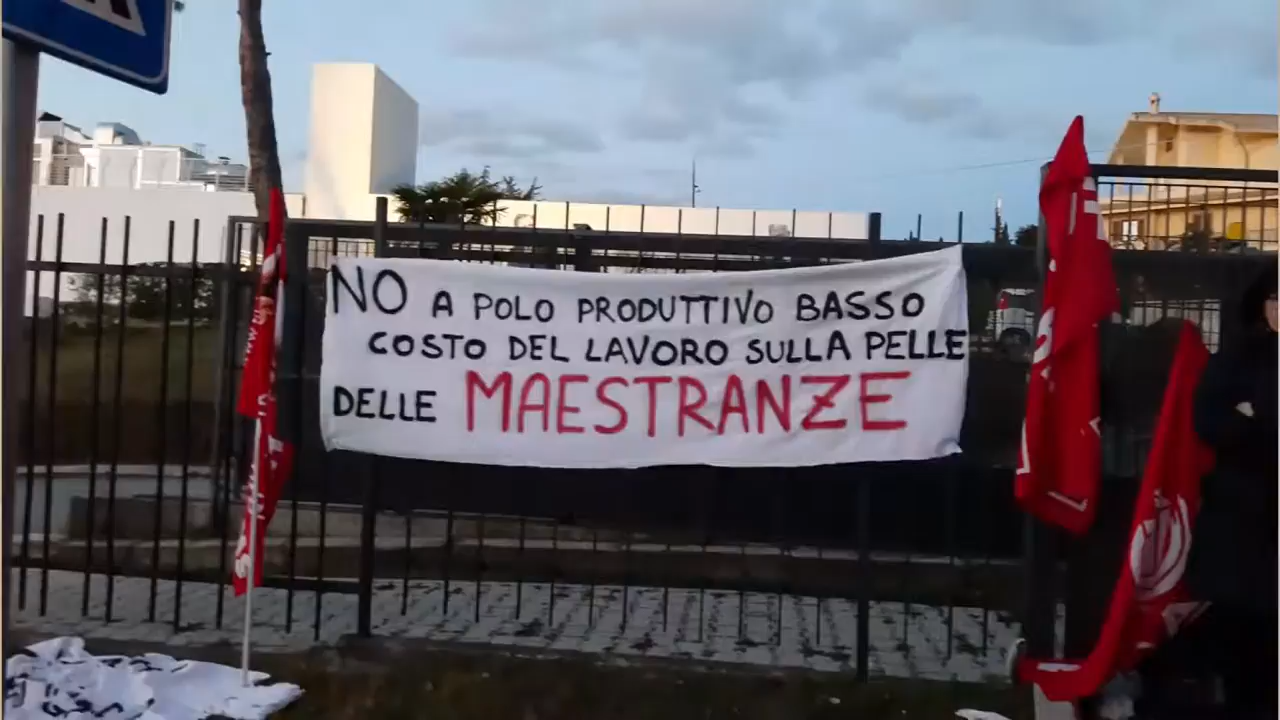 NO A POLO PRODUTTIVO BASSO
COSTO DEL LAVORO SULLA PELLE
DELLE MAESTRANZE